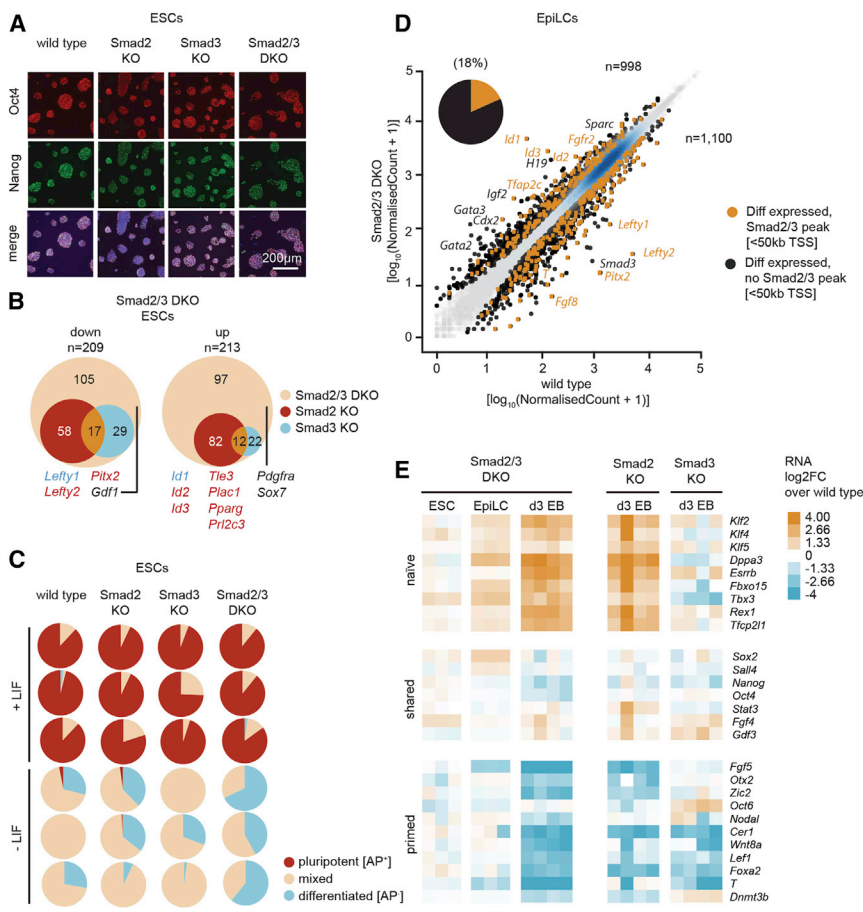 A
ESCs
wild type
Smad2 KO
Smad3 KO
Smad2/3 DKO
Oct4
Nanog
merge
200µm
B
Smad2/3 DKO
ESCs
down
n=209
up
n=213
105
58
17
29
97
82
12
22
Smad2/3 DKO
Smad2 KO
Smad3 KO
Lefty1
Lefty2
Pitx2
Gdf1
Id1
Id2
Id3
Tle3
Plac1
Pparg
Prl2c3
Pdgfra
Sox7
C
ESCs
wild type
Smad2 KO
Smad3 KO
Smad2/3 DKO
+ LIF
- LIF
pluripotent [AP⁺]
mixed
differentiated [AP⁻]
D
EpiLCs
(18%)
n=998
n=1,100
Smad2/3 DKO
[log₁₀(NormalisedCount + 1)]
5
4
3
2
1
0
0
1
2
3
4
5
wild type
[log₁₀(NormalisedCount + 1)]
Sparc
Id1
Fgfr2
Id3
Id2
H19
Tfap2c
Igf2
Gata3
Cdx2
Gata2
Lefty1
Lefty2
Smad3
Pitx2
T
Fgf8
Diff expressed,
Smad2/3 peak
[<50kb TSS]
Diff expressed,
no Smad2/3 peak
[<50kb TSS]
E
Smad2/3
DKO
Smad2
KO
Smad3
KO
ESC
EpiLC
d3 EB
d3 EB
d3 EB
RNA
log2FC
over wild type
4.00
2.66
1.33
0
-1.33
-2.66
-4
naïve
Klf2
Klf4
Klf5
Dppa3
Esrrb
Fbxo15
Tbx3
Rex1
Tfcp2l1
shared
Sox2
Sall4
Nanog
Oct4
Stat3
Fgf4
Gdf3
primed
Fgf5
Otx2
Zic2
Oct6
Nodal
Cer1
Wnt8a
Lef1
Foxa2
T
Dnmt3b